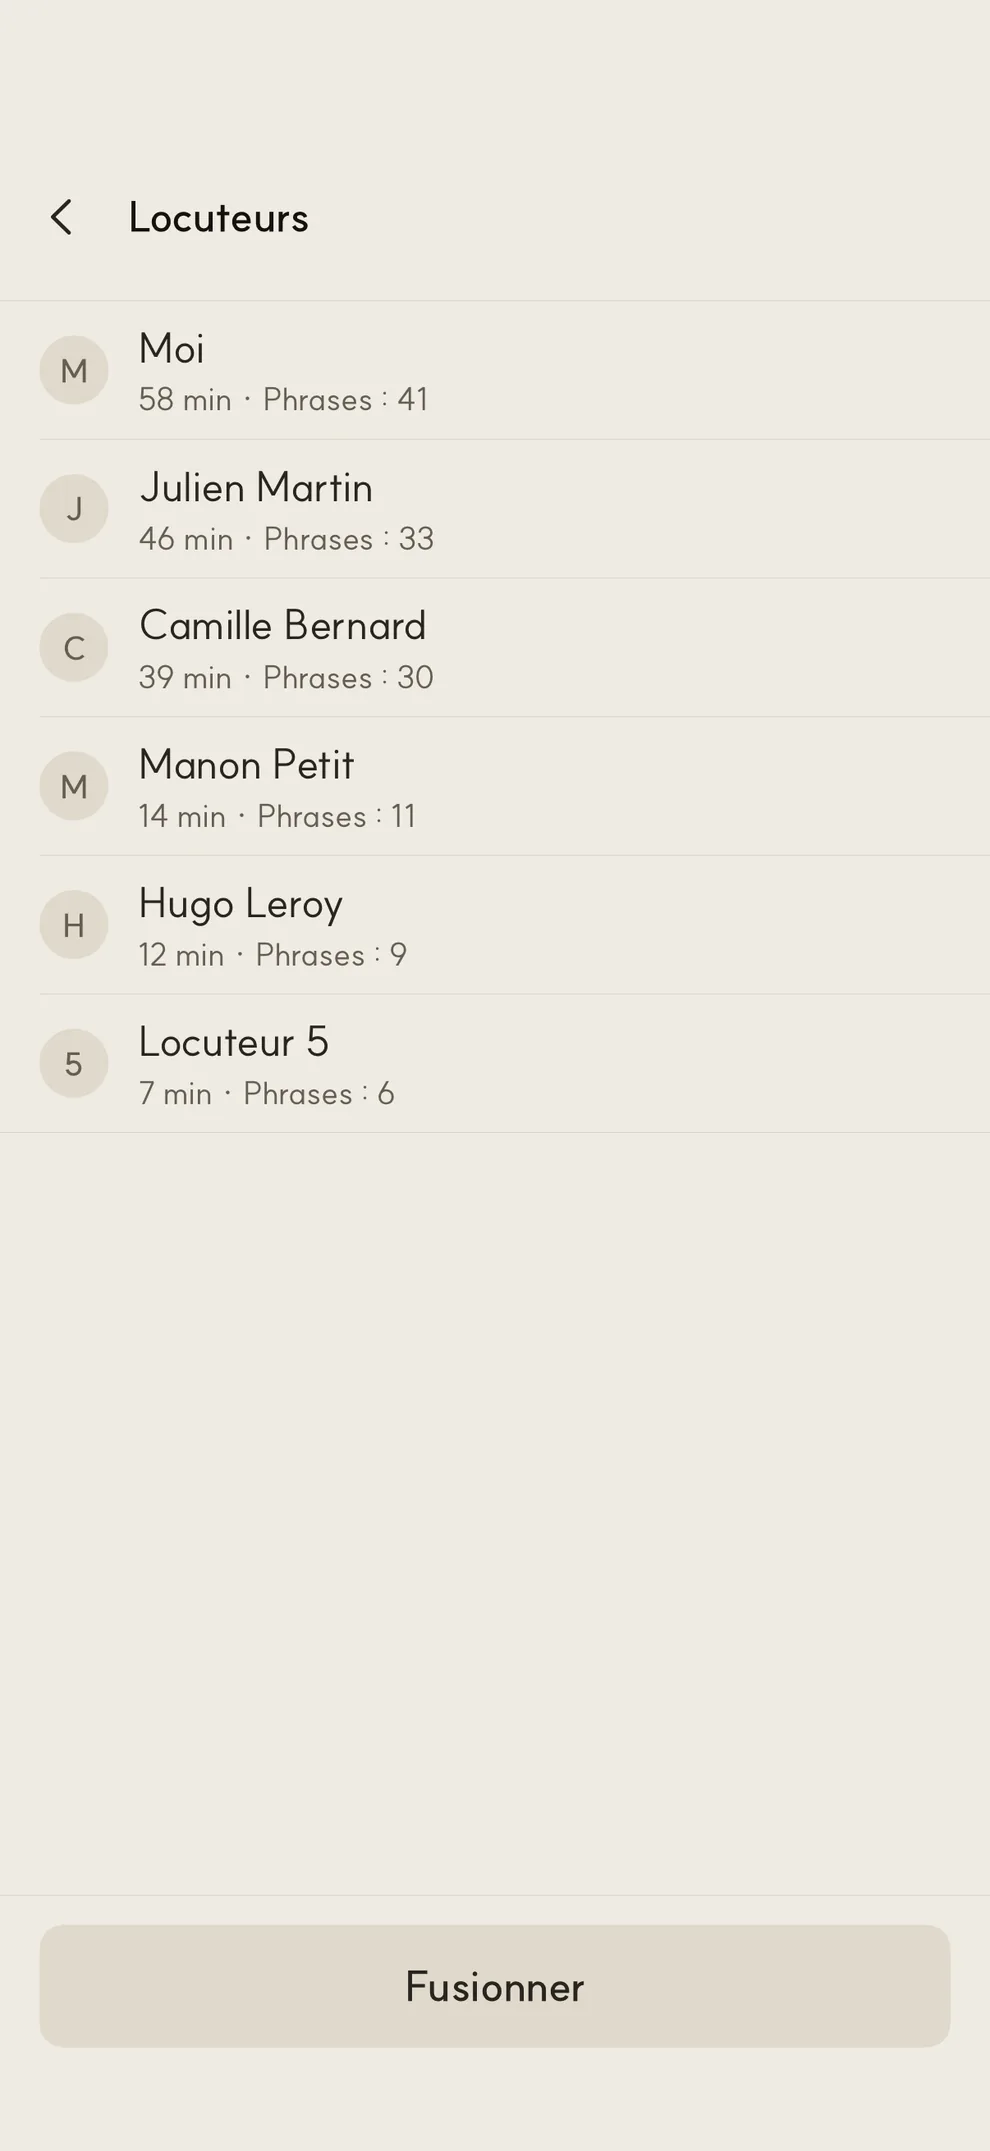 Locuteurs
M
Moi
58 min · Phrases : 41
J
Julien Martin
46 min · Phrases : 33
C
Camille Bernard
39 min · Phrases : 30
M
Manon Petit
14 min · Phrases : 11
H
Hugo Leroy
12 min · Phrases : 9
5
Locuteur 5
7 min · Phrases : 6
Fusionner